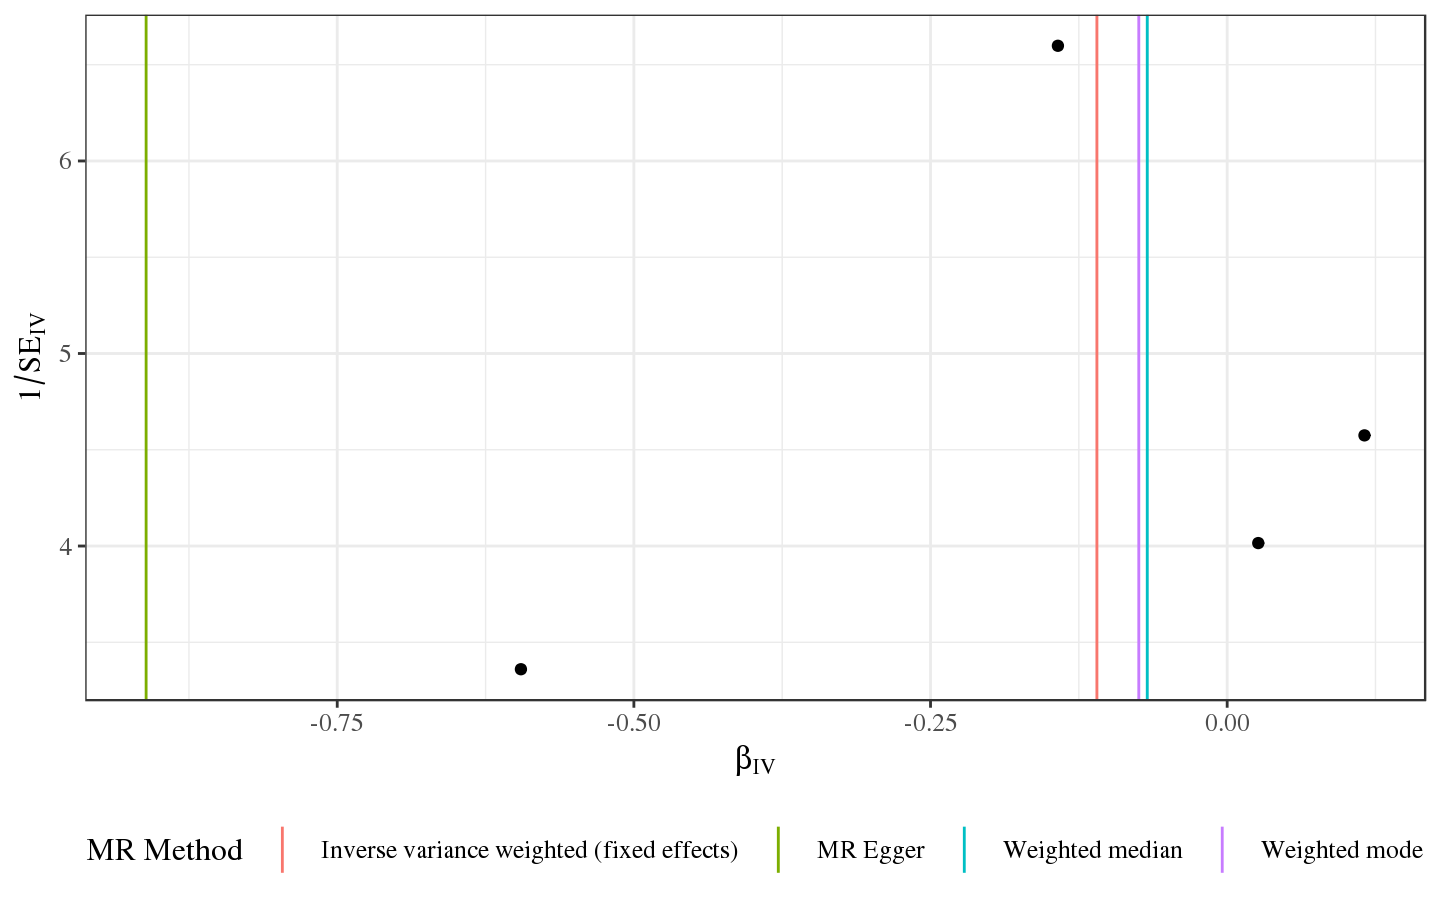 6
5
4
1/SE_IV
-0.75 -0.50 -0.25 0.00
β_IV
MR Method Inverse variance weighted (fixed effects) MR Egger Weighted median Weighted mode